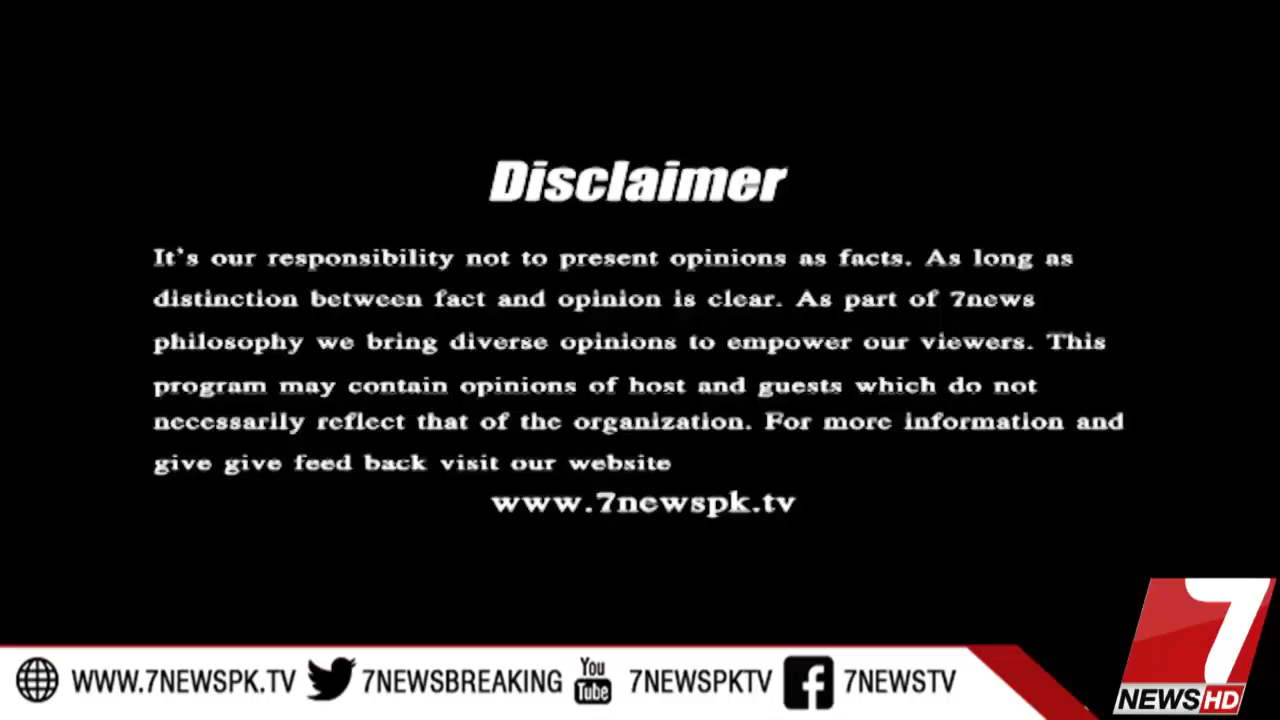 Disclaimer
It's our responsibility not to present opinions as facts. As long as
distinction between fact and opinion is clear. As part of 7news
philosophy we bring diverse opinions to empower our viewers. This
program may contain opinions of host and guests which do not
necessarily reflect that of the organization. For more information and
give give feed back visit our website
www.7newspk.tv
7
NEWS HD
WWW.7NEWSPK.TV 7NEWSBREAKING You Tube 7NEWSPKTV f 7NEWSTV